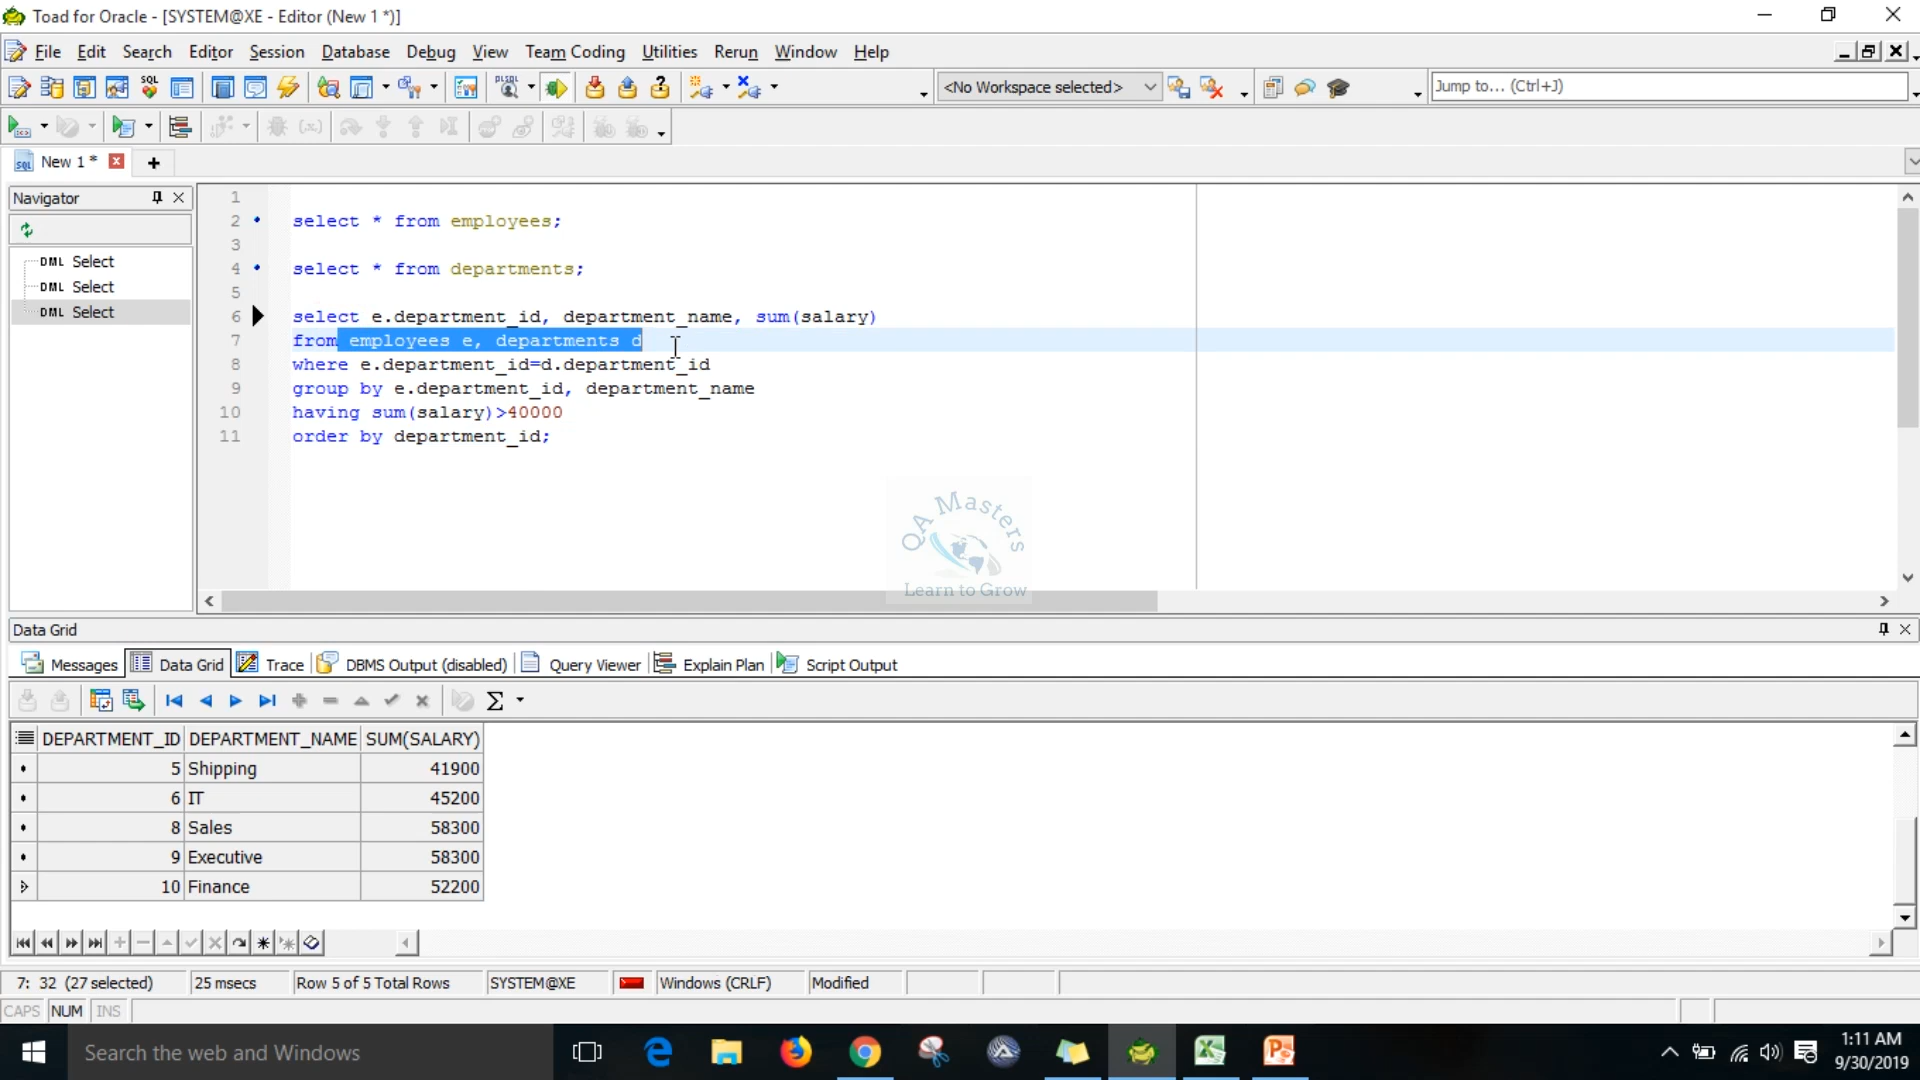 Toad for Oracle - [SYSTEM@XE - Editor (New 1 *)]
File Edit Search Editor Session Database Debug View Team Coding Utilities Rerun Window Help
SQL PLSQL <No Workspace selected> Jump to... (Ctrl+J)
SQL New 1 *
Navigator
DML Select
DML Select
DML Select
1
2 select * from employees;
3
4 select * from departments;
5
6 select e.department_id, department_name, sum(salary)
7 from employees e, departments d
8 where e.department_id=d.department_id
9 group by e.department_id, department_name
10 having sum(salary)>40000
11 order by department_id;
QA Masters
Learn to Grow
Data Grid
Messages Data Grid Trace DBMS Output (disabled) Query Viewer Explain Plan Script Output
DEPARTMENT_ID DEPARTMENT_NAME SUM(SALARY)
5 Shipping 41900
6 IT 45200
8 Sales 58300
9 Executive 58300
10 Finance 52200
7: 32 (27 selected) 25 msecs Row 5 of 5 Total Rows SYSTEM@XE Windows (CRLF) Modified
CAPS NUM INS
Search the web and Windows
1:11 AM
9/30/2019